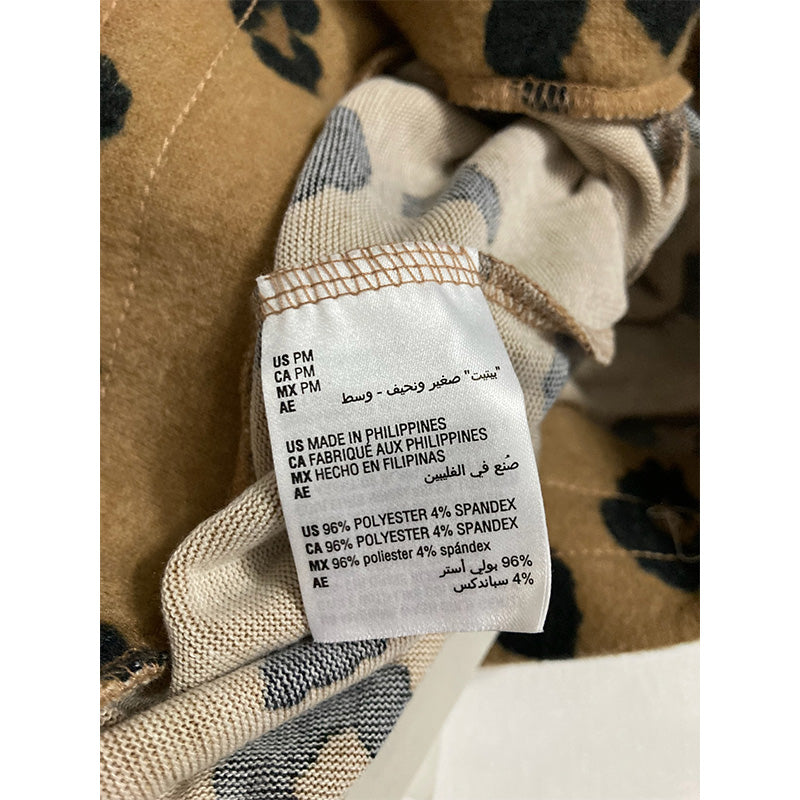 US PM
CA PM
MX PM
AE "بيتيت" صغير ونحيف - وسط
US MADE IN PHILIPPINES
CA FABRIQUÉ AUX PHILIPPINES
MX HECHO EN FILIPINAS
AE صُنع في الفليبين
US 96% POLYESTER 4% SPANDEX
CA 96% POLYESTER 4% SPANDEX
MX 96% poliester 4% spándex
AE 96% بولي أستر
4% سباندكس